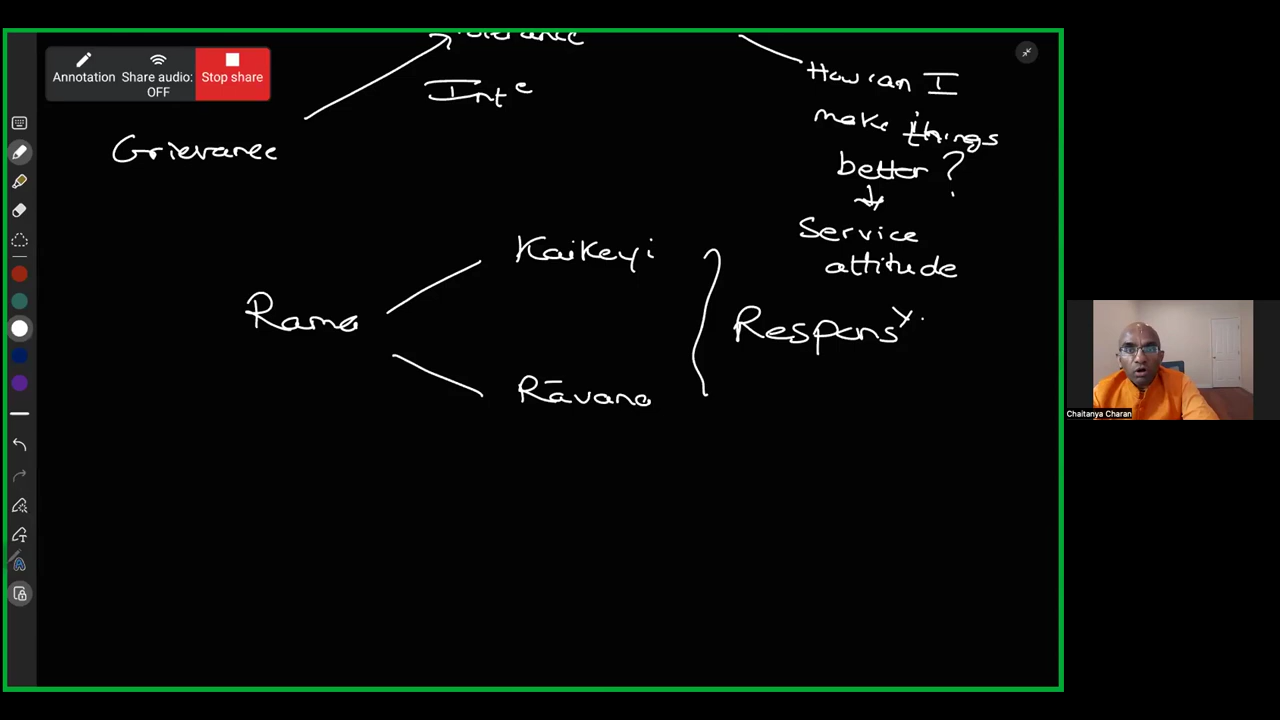 Annotation
Share audio:
OFF
Stop share
How can I
Int e
make things
Grievance
better ?
Service
attitude
Kaikeyi
Rama
Respons y.
Rāvana
Chaitanya Charan